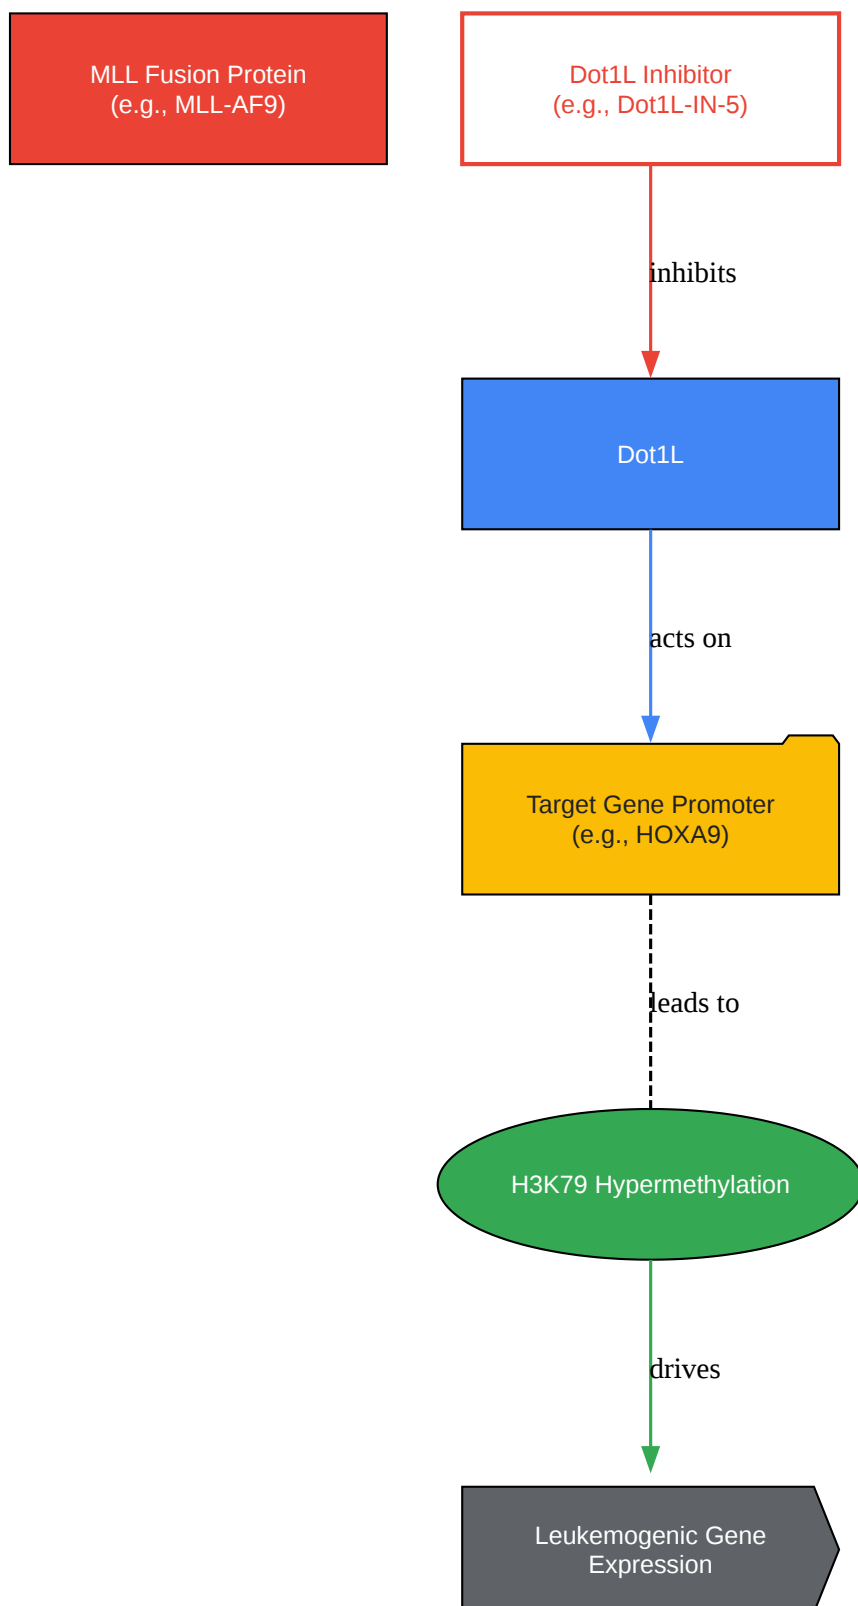 MLL Fusion Protein
(e.g., MLL-AF9)
Dot1L Inhibitor
(e.g., Dot1L-IN-5)
inhibits
Dot1L
acts on
Target Gene Promoter
(e.g., HOXA9)
leads to
H3K79 Hypermethylation
drives
Leukemogenic Gene
Expression